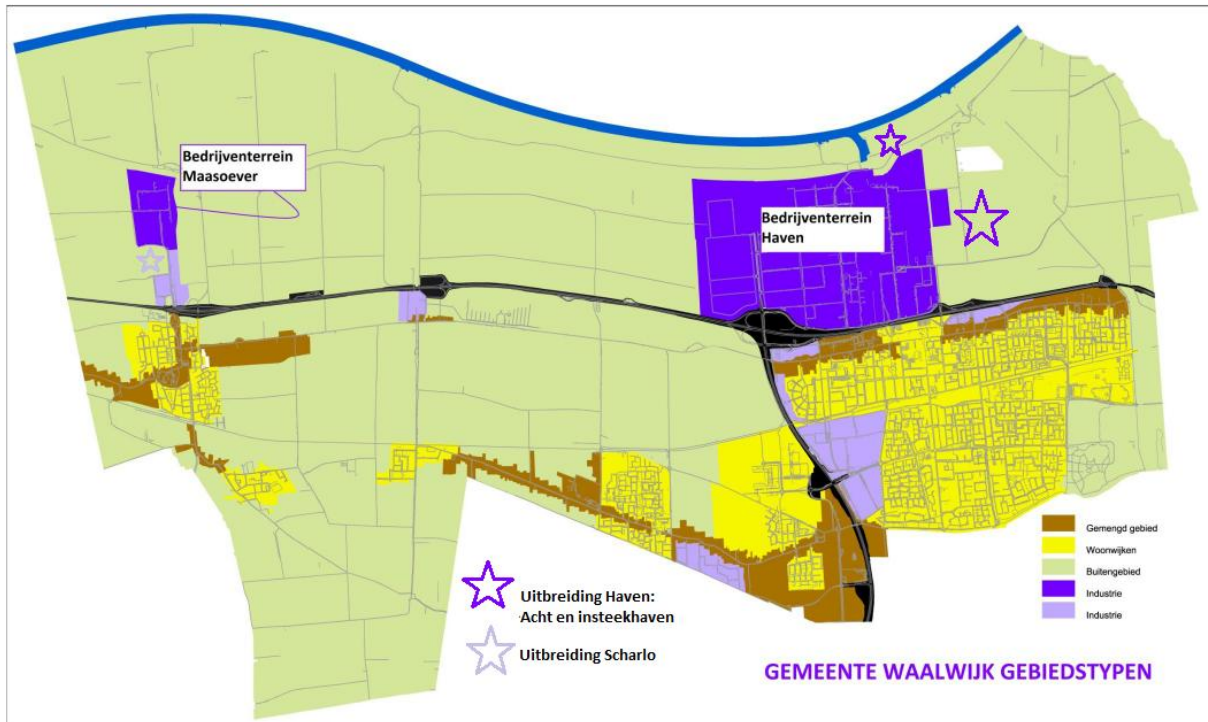 Bedrijventerrein
Maasoever
Bedrijventerrein
Haven
Gemengd gebied
Woonwijken
Buitengebied
Industrie
Industrie
Uitbreiding Haven:
Acht en insteekhaven
Uitbreiding Scharlo
GEMEENTE WAALWIJK GEBIEDSTYPEN